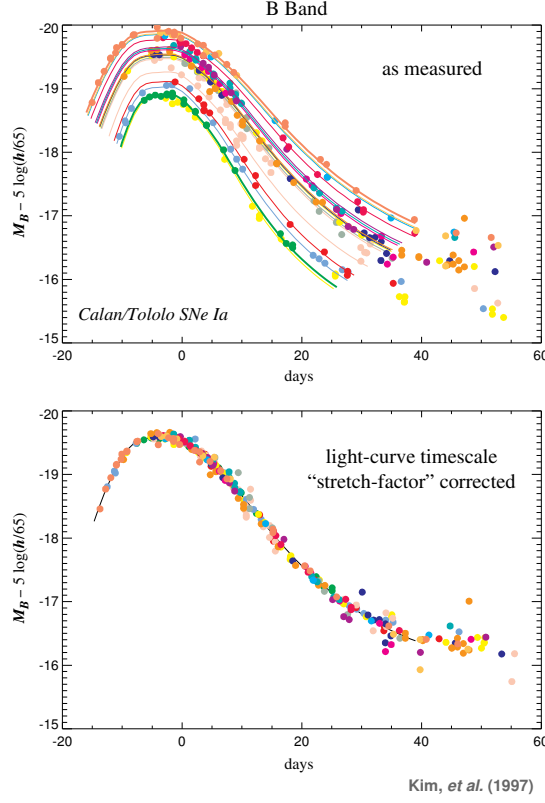 B Band
-20
-19
-18
-17
-16
-15
M_B – 5 log(h/65)
as measured
Calan/Tololo SNe Ia
-20 0 20 40 60
days
-20
-19
-18
-17
-16
-15
M_B – 5 log(h/65)
light-curve timescale
“stretch-factor” corrected
-20 0 20 40 60
days
Kim, et al. (1997)